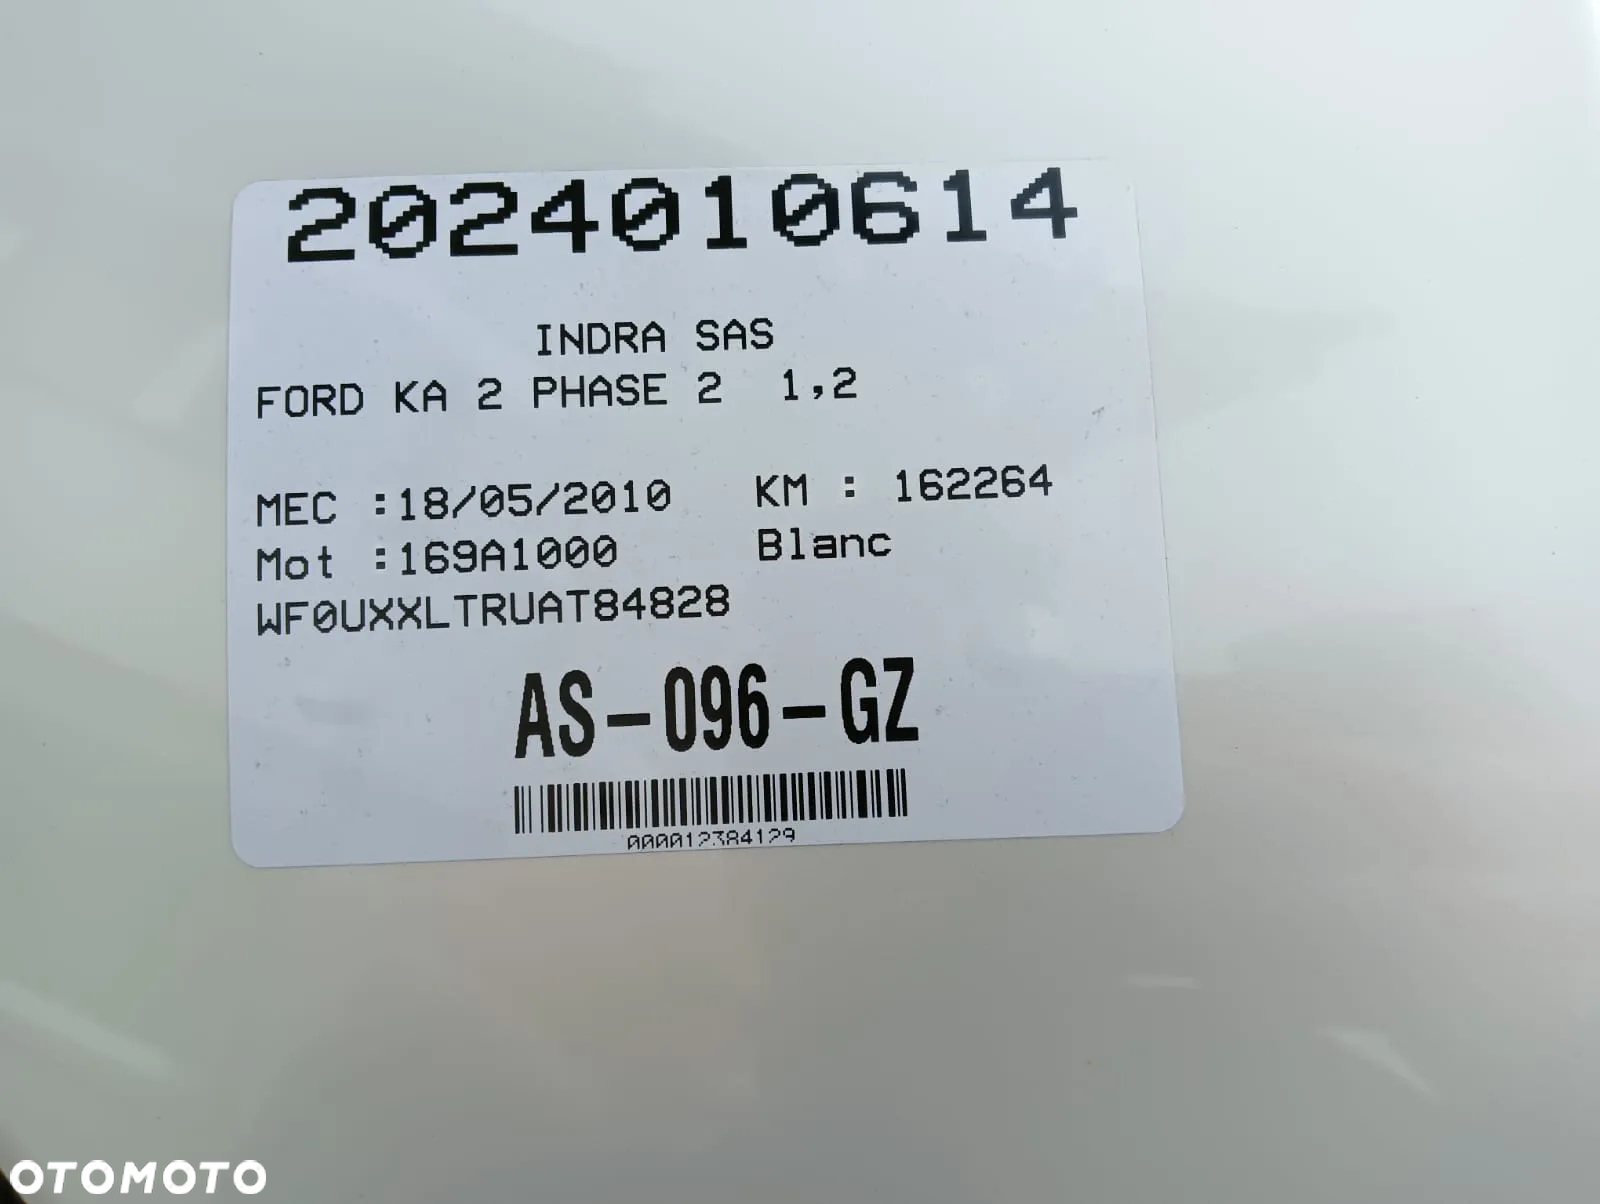 2024010614
INDRA SAS
FORD KA 2 PHASE 2 1,2
MEC :18/05/2010 KM : 162264
Mot :169A1000 Blanc
WF0UXXLTRUAT84828
AS-096-GZ
000012384129
OTOMOTO